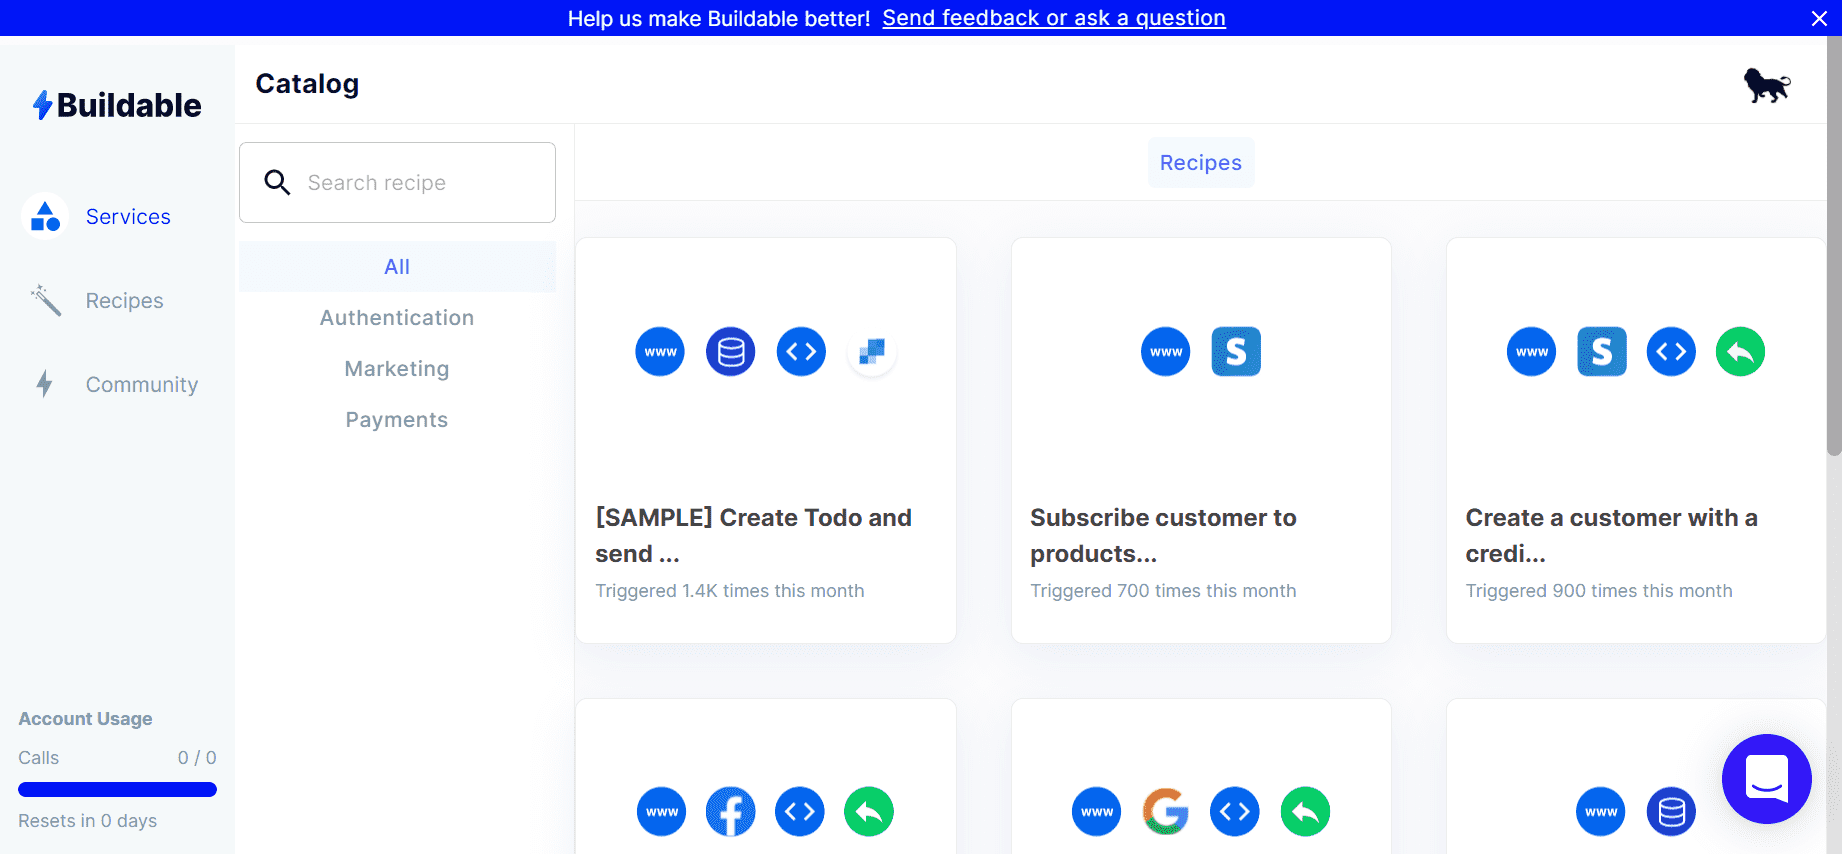 Help us make Buildable better! Send feedback or ask a question
Buildable
Services
Recipes
Community
Account Usage
Calls 0 / 0
Resets in 0 days
Catalog
Search recipe
All
Authentication
Marketing
Payments
Recipes
www
[SAMPLE] Create Todo and
send ...
Triggered 1.4K times this month
www S
Subscribe customer to
products...
Triggered 700 times this month
www S
Create a customer with a
credi...
Triggered 900 times this month
www
www G
www